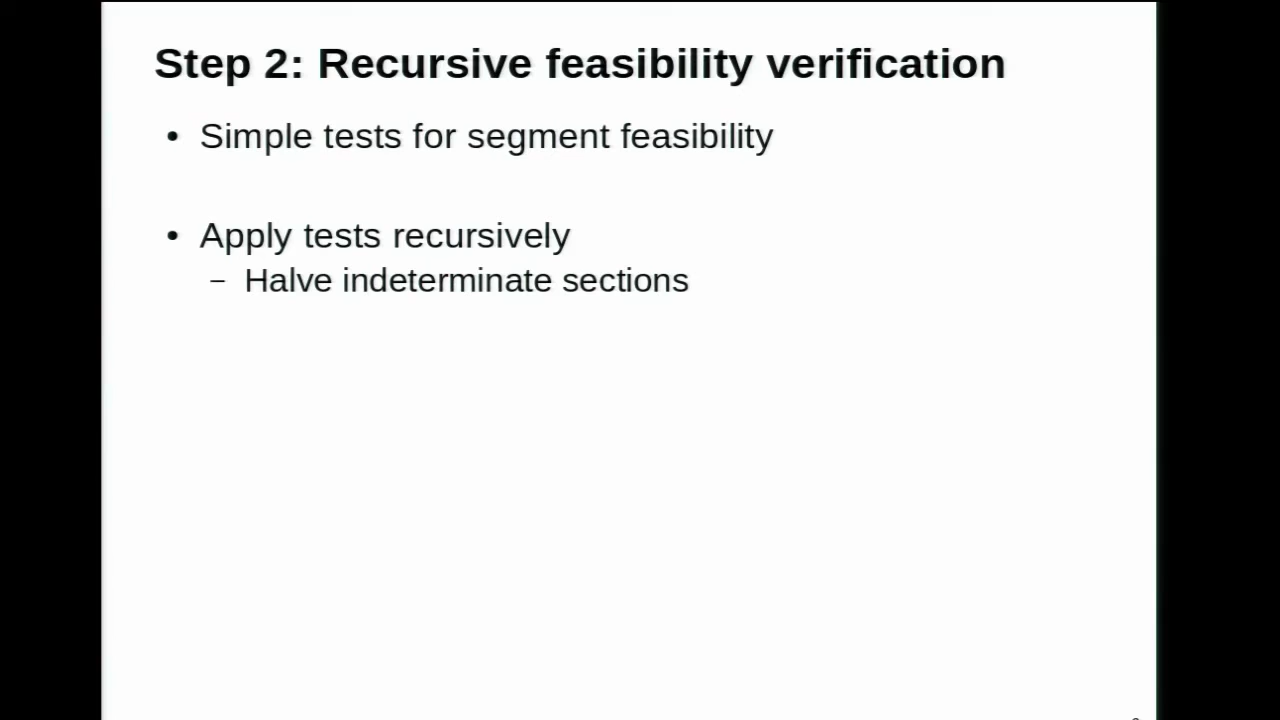 Step 2: Recursive feasibility verification
• Simple tests for segment feasibility
• Apply tests recursively
– Halve indeterminate sections